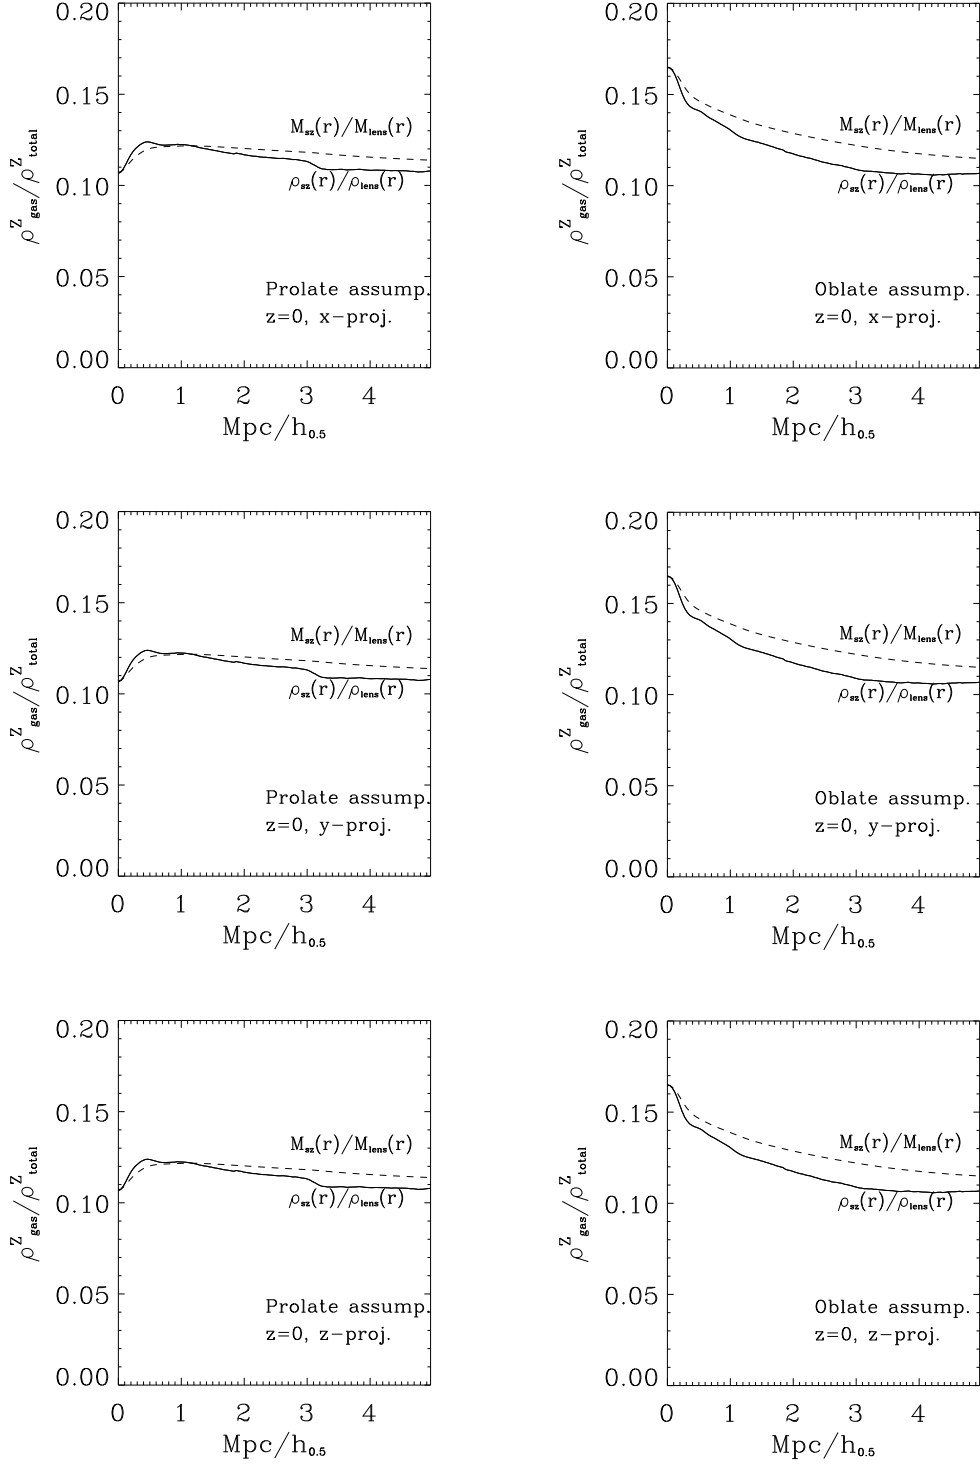 0.20
0.15
0.10
0.05
0.00
ρ^Z_gas/ρ^Z_total
M_sz(r)/M_lens(r)
ρ_sz(r)/ρ_lens(r)
Prolate assump.
z=0, x-proj.
0 1 2 3 4
Mpc/h_0.5
0.20
0.15
0.10
0.05
0.00
ρ^Z_gas/ρ^Z_total
M_sz(r)/M_lens(r)
ρ_sz(r)/ρ_lens(r)
Oblate assump.
z=0, x-proj.
0 1 2 3 4
Mpc/h_0.5
0.20
0.15
0.10
0.05
0.00
ρ^Z_gas/ρ^Z_total
M_sz(r)/M_lens(r)
ρ_sz(r)/ρ_lens(r)
Prolate assump.
z=0, y-proj.
0 1 2 3 4
Mpc/h_0.5
0.20
0.15
0.10
0.05
0.00
ρ^Z_gas/ρ^Z_total
M_sz(r)/M_lens(r)
ρ_sz(r)/ρ_lens(r)
Oblate assump.
z=0, y-proj.
0 1 2 3 4
Mpc/h_0.5
0.20
0.15
0.10
0.05
0.00
ρ^Z_gas/ρ^Z_total
M_sz(r)/M_lens(r)
ρ_sz(r)/ρ_lens(r)
Prolate assump.
z=0, z-proj.
0 1 2 3 4
Mpc/h_0.5
0.20
0.15
0.10
0.05
0.00
ρ^Z_gas/ρ^Z_total
M_sz(r)/M_lens(r)
ρ_sz(r)/ρ_lens(r)
Oblate assump.
z=0, z-proj.
0 1 2 3 4
Mpc/h_0.5